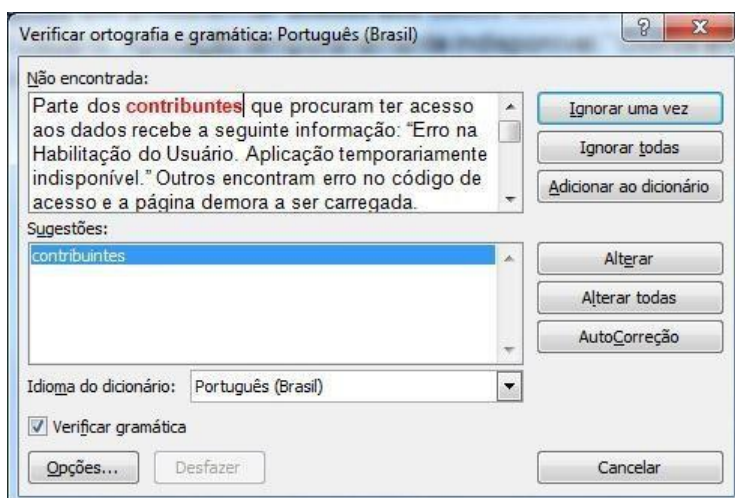 Verificar ortografia e gramática: Português (Brasil)
Não encontrada:
Parte dos contribuntes que procuram ter acesso
aos dados recebe a seguinte informação: “Erro na
Habilitação do Usuário. Aplicação temporariamente
indisponível.” Outros encontram erro no código de
acesso e a página demora a ser carregada.
Ignorar uma vez
Ignorar todas
Adicionar ao dicionário
Sugestões:
contribuintes
Alterar
Alterar todas
AutoCorreção
Idioma do dicionário: Português (Brasil)
Verificar gramática
Opções... Desfazer Cancelar